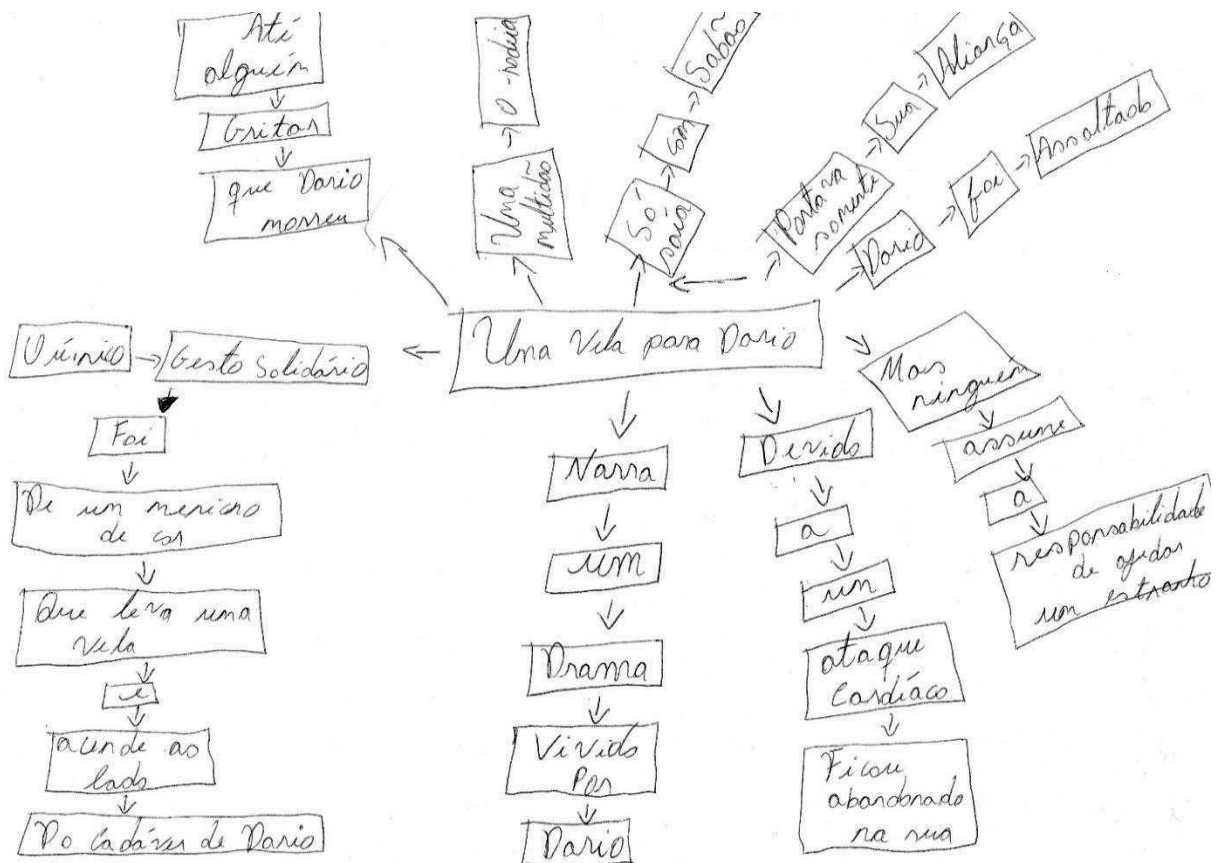 Até
alguém
Gritar
que Dario
morreu
Uma
multidão
O rodeia
Só
saía
com
Sabão
Portava
somente
Sua
Aliança
Dario
foi
Assaltado
Uma Vela para Dario
O único
Gesto Solidário
Foi
De um menino
de cor
Que leva uma
Vela
e
acende ao
lado
Do Cadáver de Dario
Narra
um
Drama
Vivido
Por
Dario
Devido
a
um
ataque
Cardíaco
Ficou
abandonado
na rua
Mais
ninguém
assume
a
responsabilidade
de ajudar
um estranho